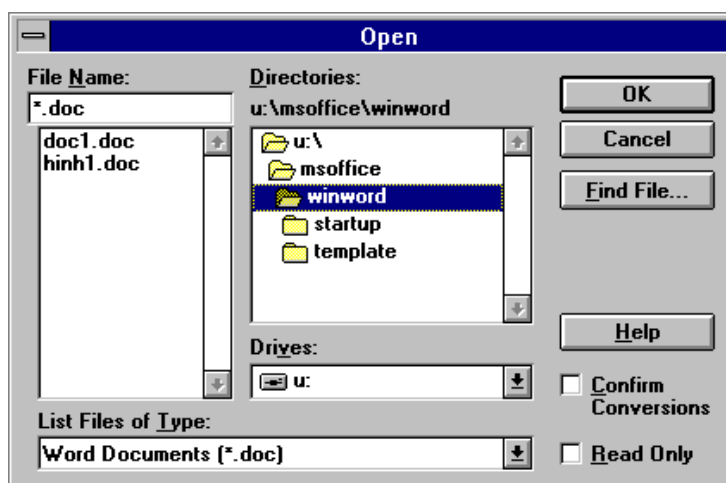 Open
File Name:
*.doc
doc1.doc
hinh1.doc
List Files of Type:
Word Documents (*.doc)
Directories:
u:\msoffice\winword
u:\
msoffice
winword
startup
template
Drives:
u:
OK
Cancel
Find File...
Help
Confirm
Conversions
Read Only